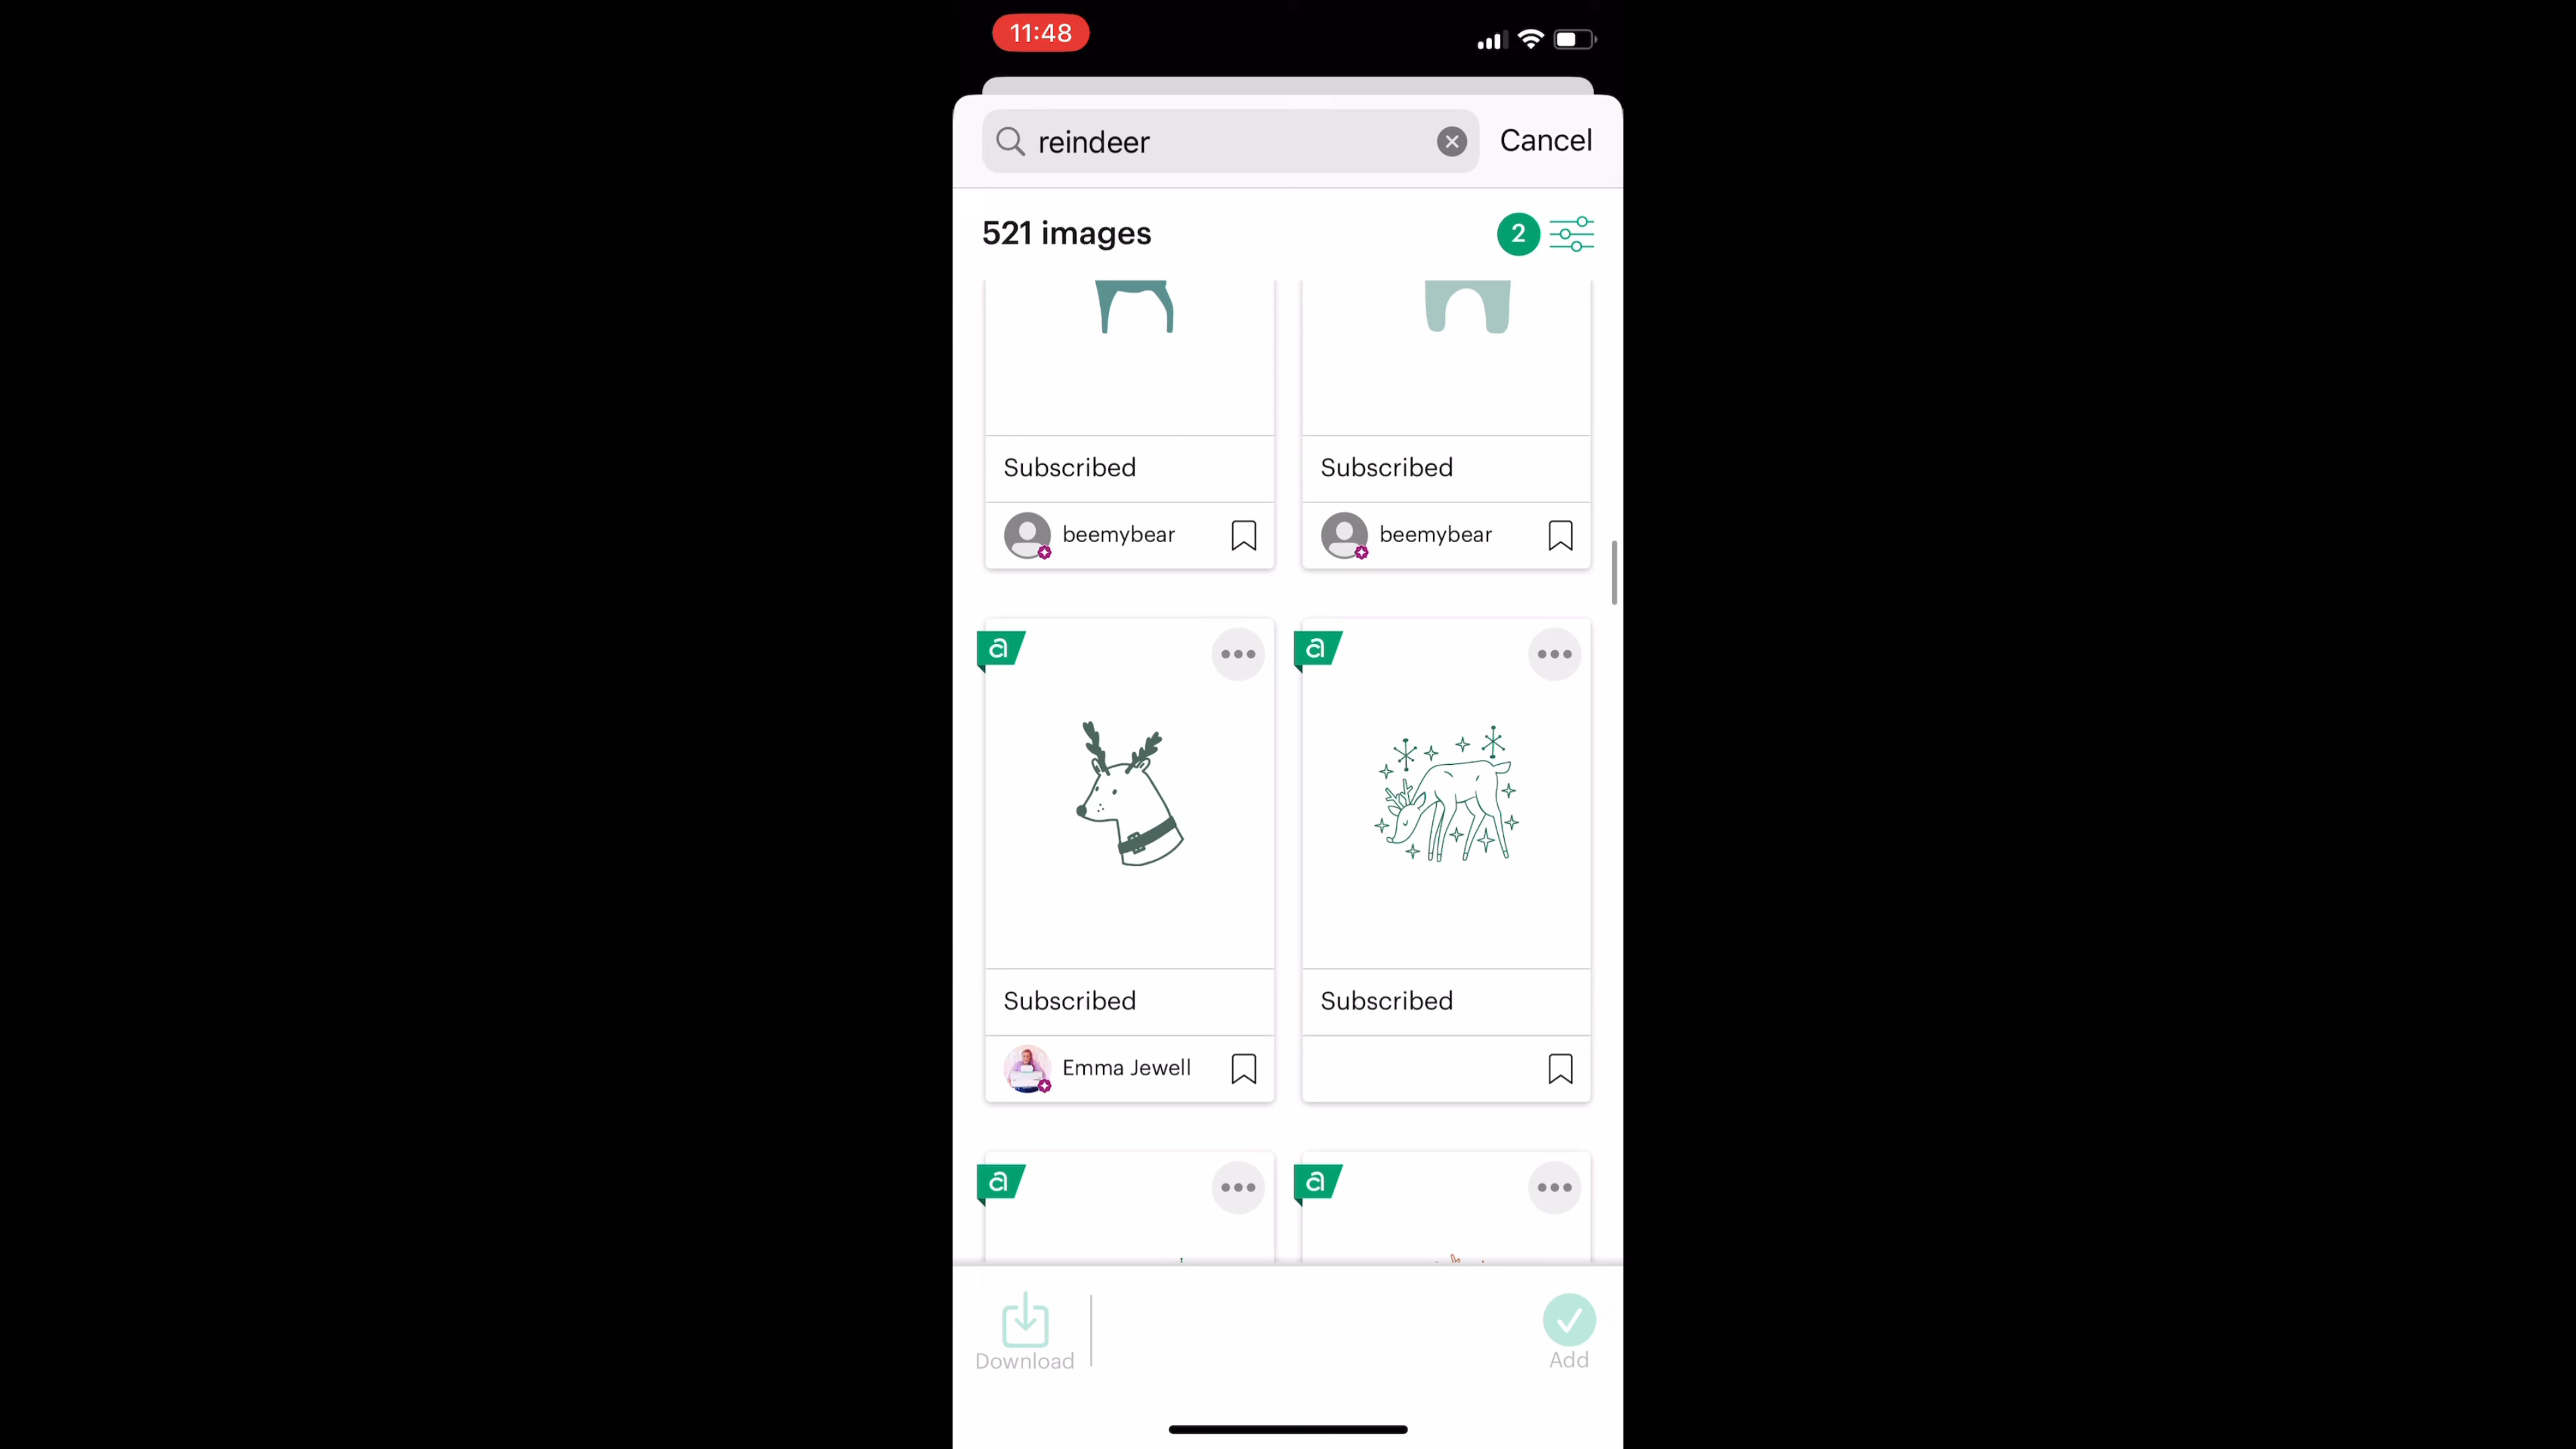 11:48
reindeer
Cancel
521 images
2
Subscribed
Subscribed
beemybear
beemybear
a
a
Subscribed
Subscribed
Emma Jewell
a
a
Download
Add